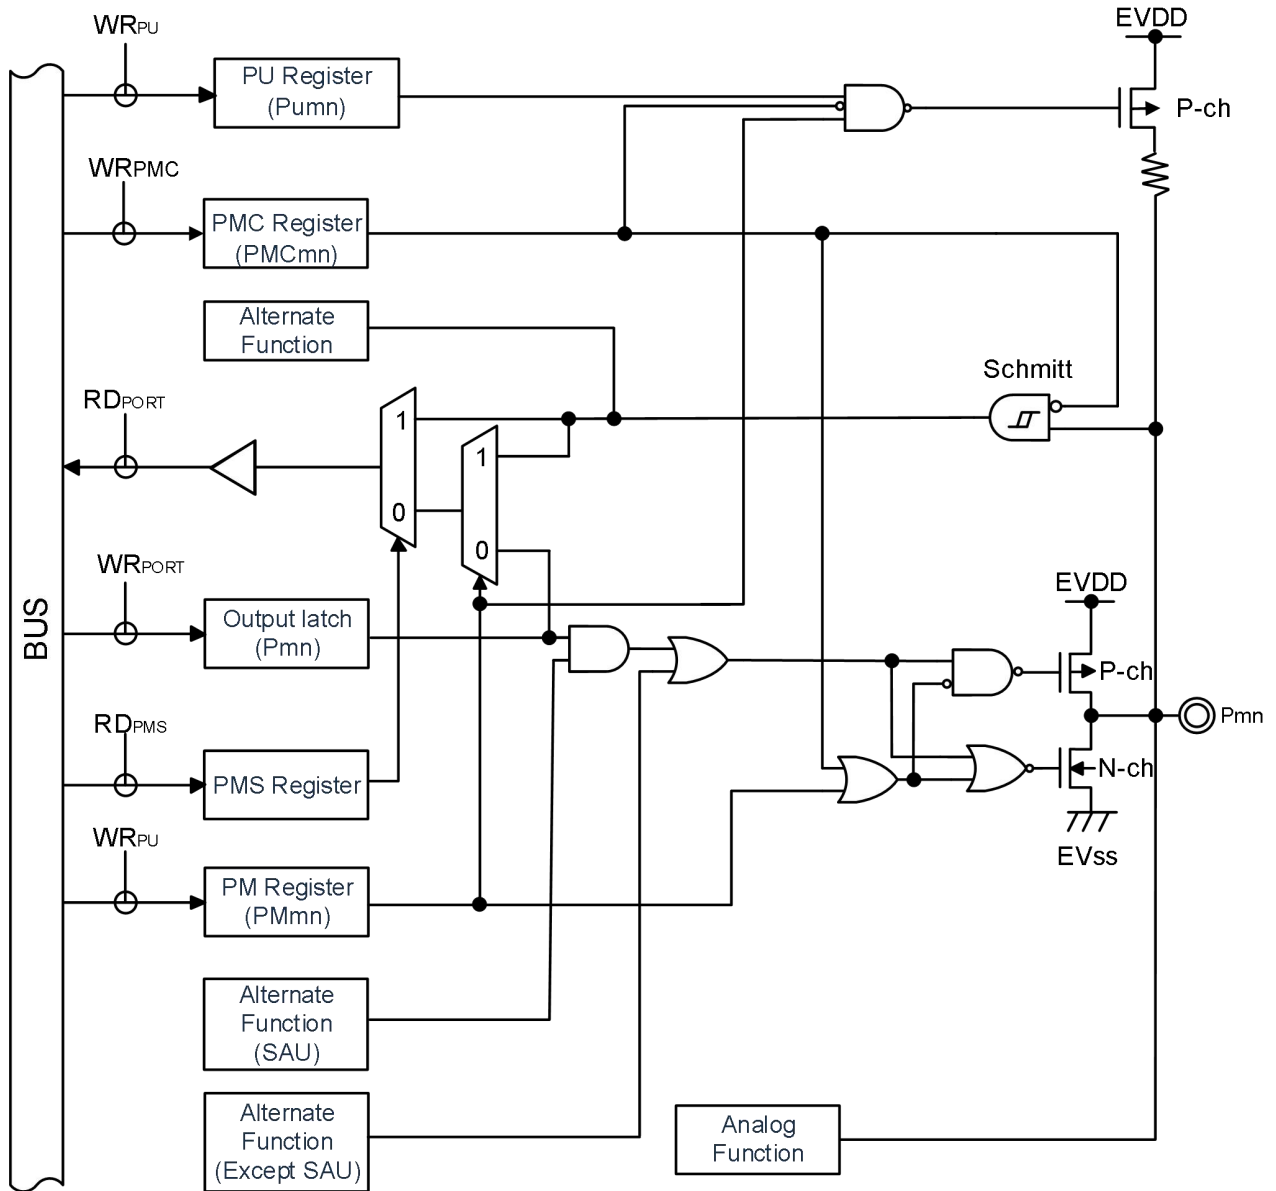 WRPU
EVDD
PU Register
(Pumn)
P-ch
WRPMC
PMC Register
(PMCmn)
Alternate
Function
Schmitt
RDPORT
1
1
0
0
WRPORT
EVDD
BUS
Output latch
(Pmn)
P-ch
RDPMS
Pmn
PMS Register
N-ch
WRPU
EVss
PM Register
(PMmn)
Alternate
Function
(SAU)
Alternate
Function
(Except SAU)
Analog
Function